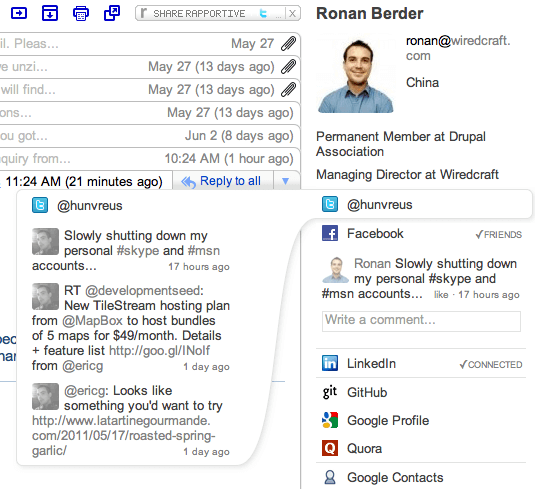 r SHARE RAPPORTIVE ... X
il. Pleas... May 27
ve unzi... May 27 (13 days ago)
will find... May 27 (13 days ago)
ons... May 27 (13 days ago)
ou got... Jun 2 (8 days ago)
nquiry from... 10:24 AM (1 hour ago)
11:24 AM (21 minutes ago) Reply to all
@hunvreus
Slowly shutting down my
personal #skype and #msn
accounts... 17 hours ago
RT @developmentseed:
New TileStream hosting plan
from @MapBox to host bundles
of 5 maps for $49/month. Details
+ feature list http://goo.gl/INoIf
from @ericg 1 day ago
@ericg: Looks like
something you'd want to try
http://www.latartinegourmande.
com/2011/05/17/roasted-spring-
garlic/ 1 day ago
Ronan Berder
ronan@wiredcraft.
com
China
Permanent Member at Drupal
Association
Managing Director at Wiredcraft
@hunvreus
Facebook ✓FRIENDS
Ronan Slowly shutting down
my personal #skype and
#msn accounts... like · 17 hours ago
Write a comment...
LinkedIn ✓CONNECTED
git GitHub
Google Profile
Quora
Google Contacts